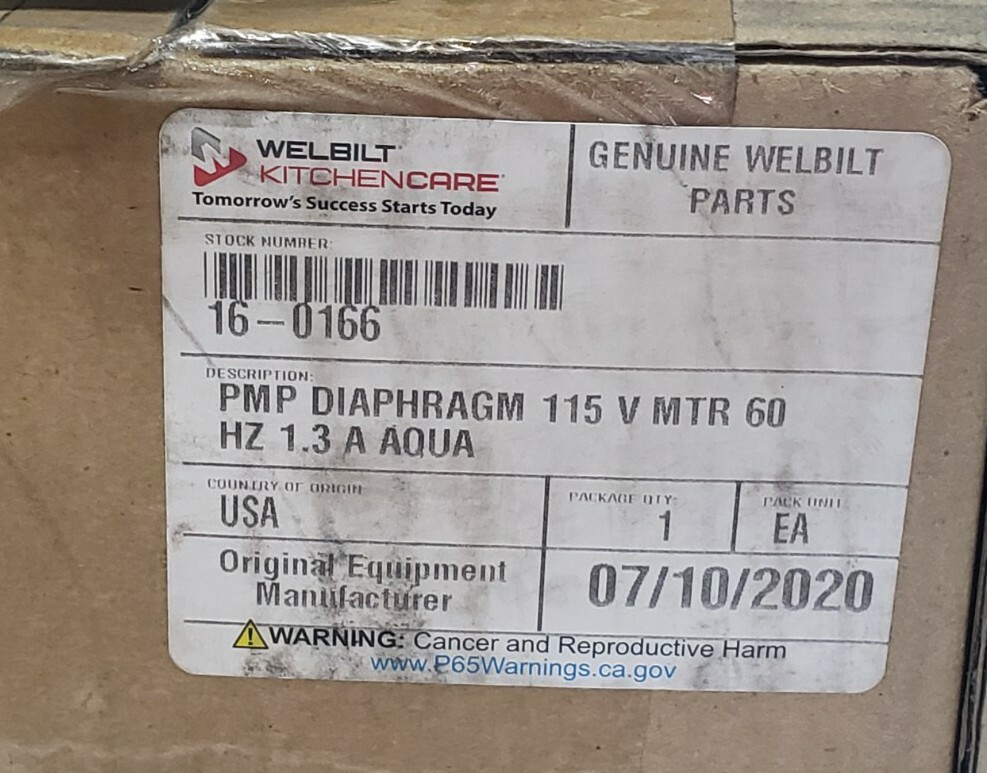 WELBILT
KITCHENCARE
Tomorrow's Success Starts Today
GENUINE WELBILT
PARTS
STOCK NUMBER:
16-0166
DESCRIPTION:
PMP DIAPHRAGM 115 V MTR 60
HZ 1.3 A AQUA
COUNTRY OF ORIGIN
USA
PACKAGE QTY:
1
PACK UNIT
EA
Original Equipment
Manufacturer
07/10/2020
WARNING: Cancer and Reproductive Harm
www.P65Warnings.ca.gov